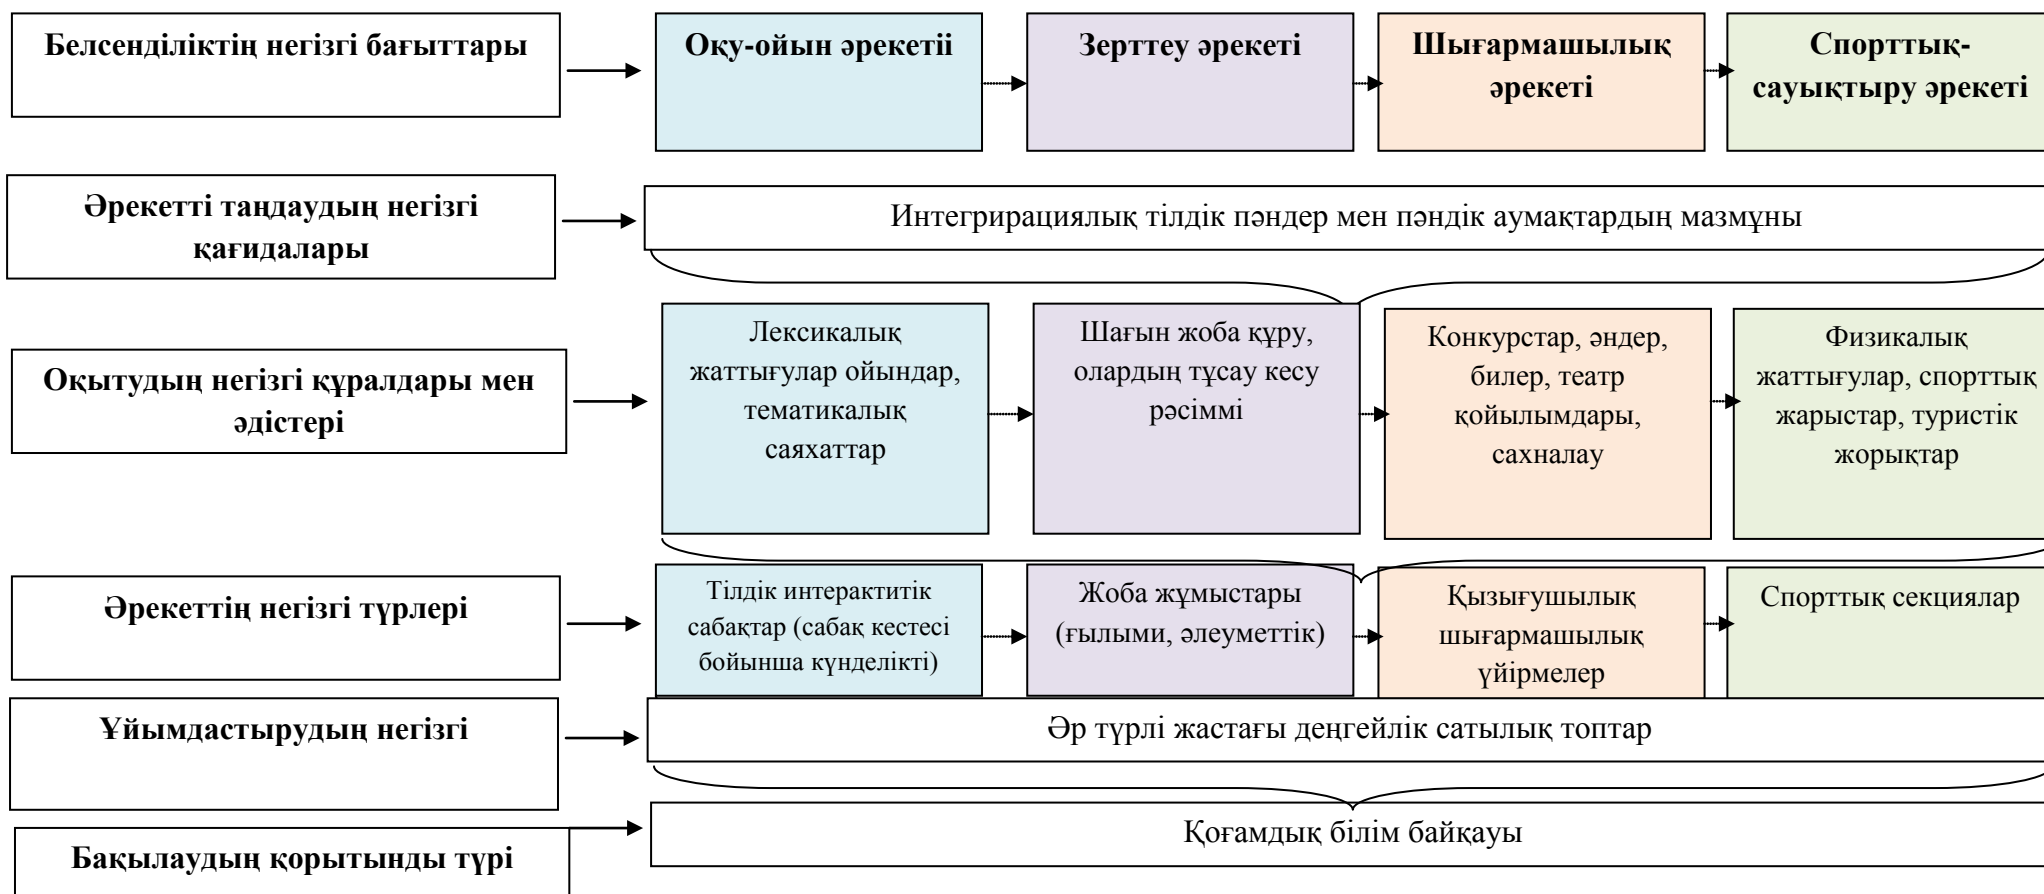 Белсенділіктің негізгі бағыттары
Оқу-ойын әрекетіі
Зерттеу әрекеті
Шығармашылық
әрекеті
Спорттық-
сауықтыру әрекеті
Әрекетті таңдаудың негізгі
қағидалары
Интегрирациялық тілдік пәндер мен пәндік аумақтардың мазмұны
Оқытудың негізгі құралдары мен
әдістері
Лексикалық
жаттығулар ойындар,
тематикалық
саяхаттар
Шағын жоба құру,
олардың тұсау кесу
рәсіммі
Конкурстар, әндер,
билер, театр
қойылымдары,
сахналау
Физикалық
жаттығулар, спорттық
жарыстар, туристік
жорықтар
Әрекеттің негізгі түрлері
Тілдік интерактитік
сабақтар (сабақ кестесі
бойынша күнделікті)
Жоба жұмыстары
(ғылыми, әлеуметтік)
Қызығушылық
шығармашылық
үйірмелер
Спорттық секциялар
Ұйымдастырудың негізгі
Әр түрлі жастағы деңгейлік сатылық топтар
Бақылаудың қорытынды түрі
Қоғамдық білім байқауы